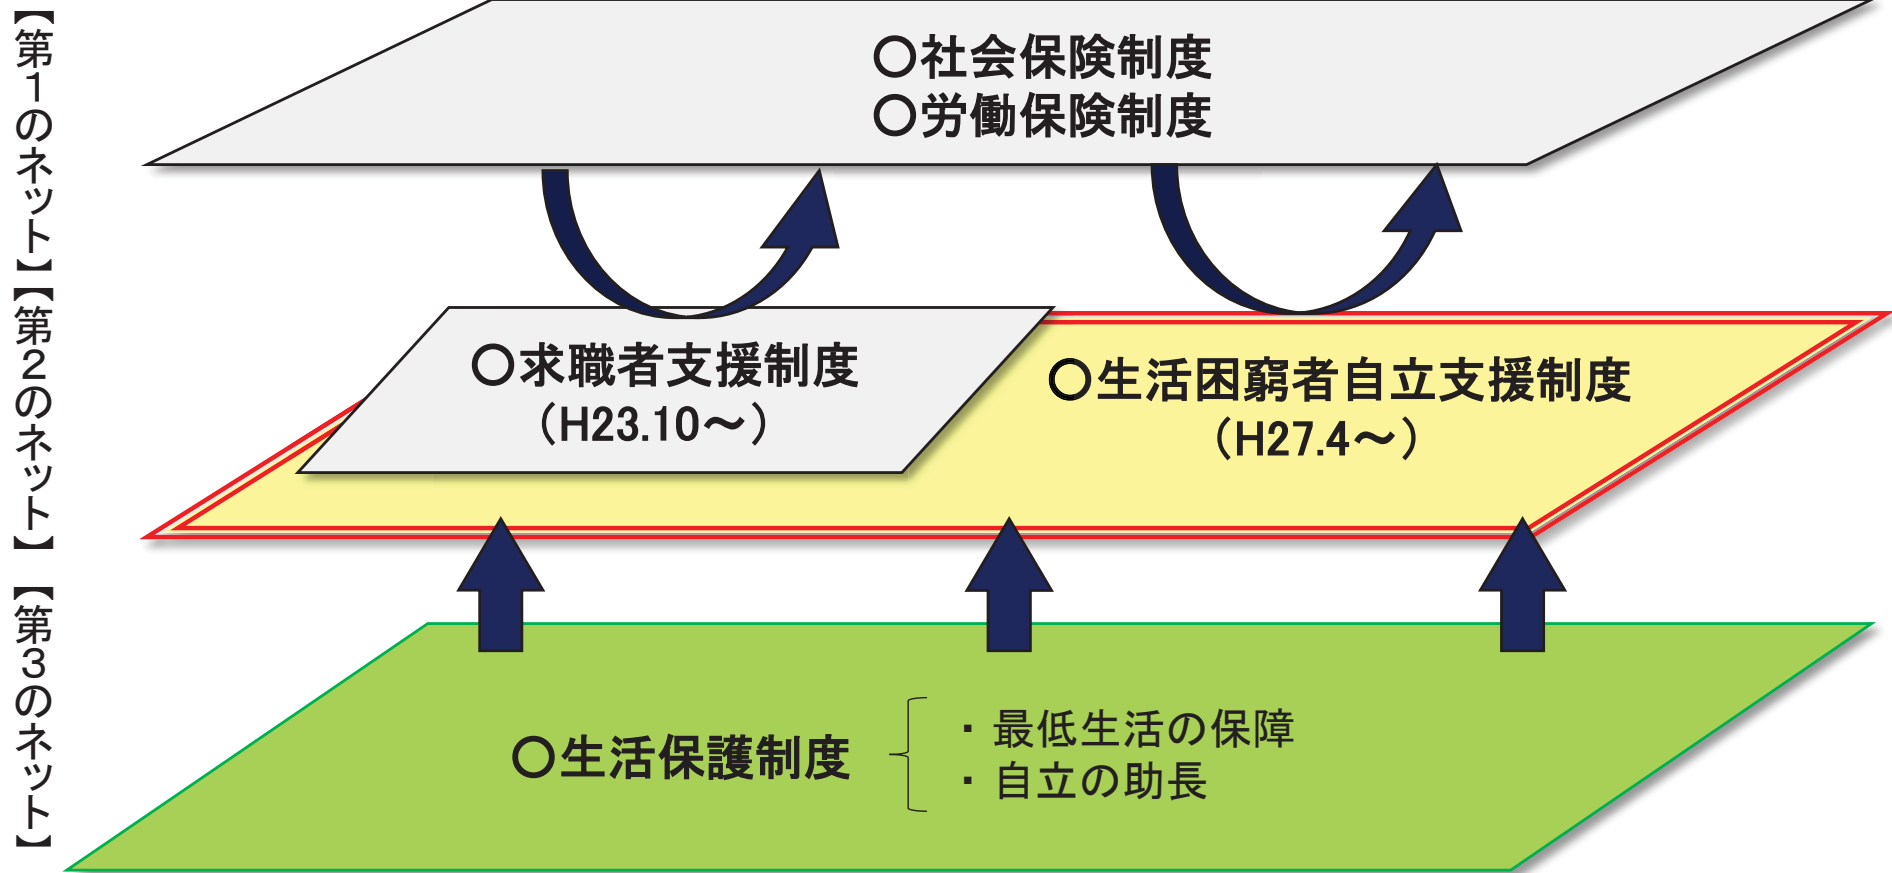 【第1のネット】
○社会保険制度
○労働保険制度
【第2のネット】
○求職者支援制度
（H23.10～）
○生活困窮者自立支援制度
（H27.4～）
【第3のネット】
○生活保護制度
・最低生活の保障
・自立の助長